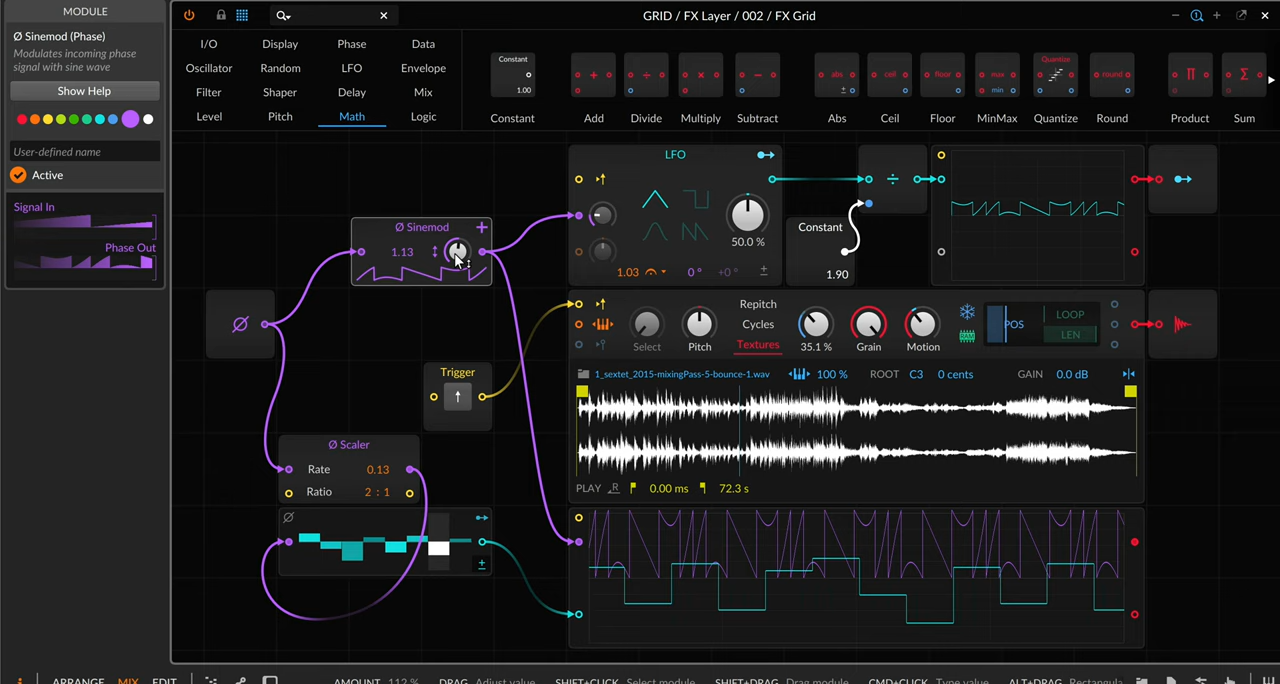 MODULE
Ø Sinemod (Phase)
Modulates incoming phase
signal with sine wave
Show Help
User-defined name
Active
Signal In
Phase Out
GRID / FX Layer / 002 / FX Grid
I/O Display Phase Data
Oscillator Random LFO Envelope
Filter Shaper Delay Mix
Level Pitch Math Logic
Constant
1.00
Constant
+
Add
÷
Divide
×
Multiply
−
Subtract
abs
±
Abs
ceil
Ceil
floor
Floor
max
min
MinMax
Quantize
Quantize
round
Round
Π
Product
Σ
Sum
LFO
50.0 %
1.03
0°
+0°
±
÷
Constant
1.90
Ø Sinemod
1.13
Ø
Trigger
Ø Scaler
Rate 0.13
Ratio 2 : 1
Ø
±
Select
Pitch
Repitch
Cycles
Textures
35.1 %
Grain
Motion
POS
LOOP
LEN
1_sextet_2015-mixingPass-5-bounce-1.wav 100 % ROOT C3 0 cents GAIN 0.0 dB
PLAY 0.00 ms 72.3 s
ARRANGE MIX EDIT AMOUNT 112 % DRAG Adjust value SHIFT+CLICK Select module SHIFT+DRAG Drag module CMD+CLICK Type value ALT+DRAG Rectangula